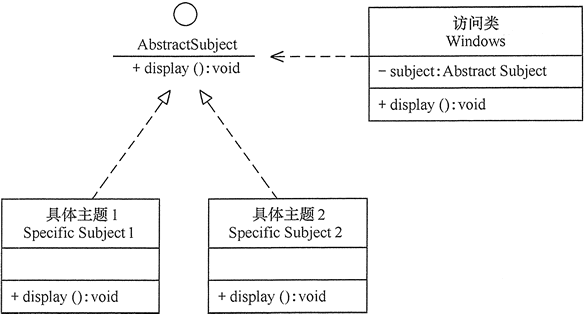 AbstractSubject
+ display ():void
访问类
Windows
- subject:Abstract Subject
+ display ():void
具体主题1
Specific Subject 1
+ display ():void
具体主题2
Specific Subject 2
+ display ():void